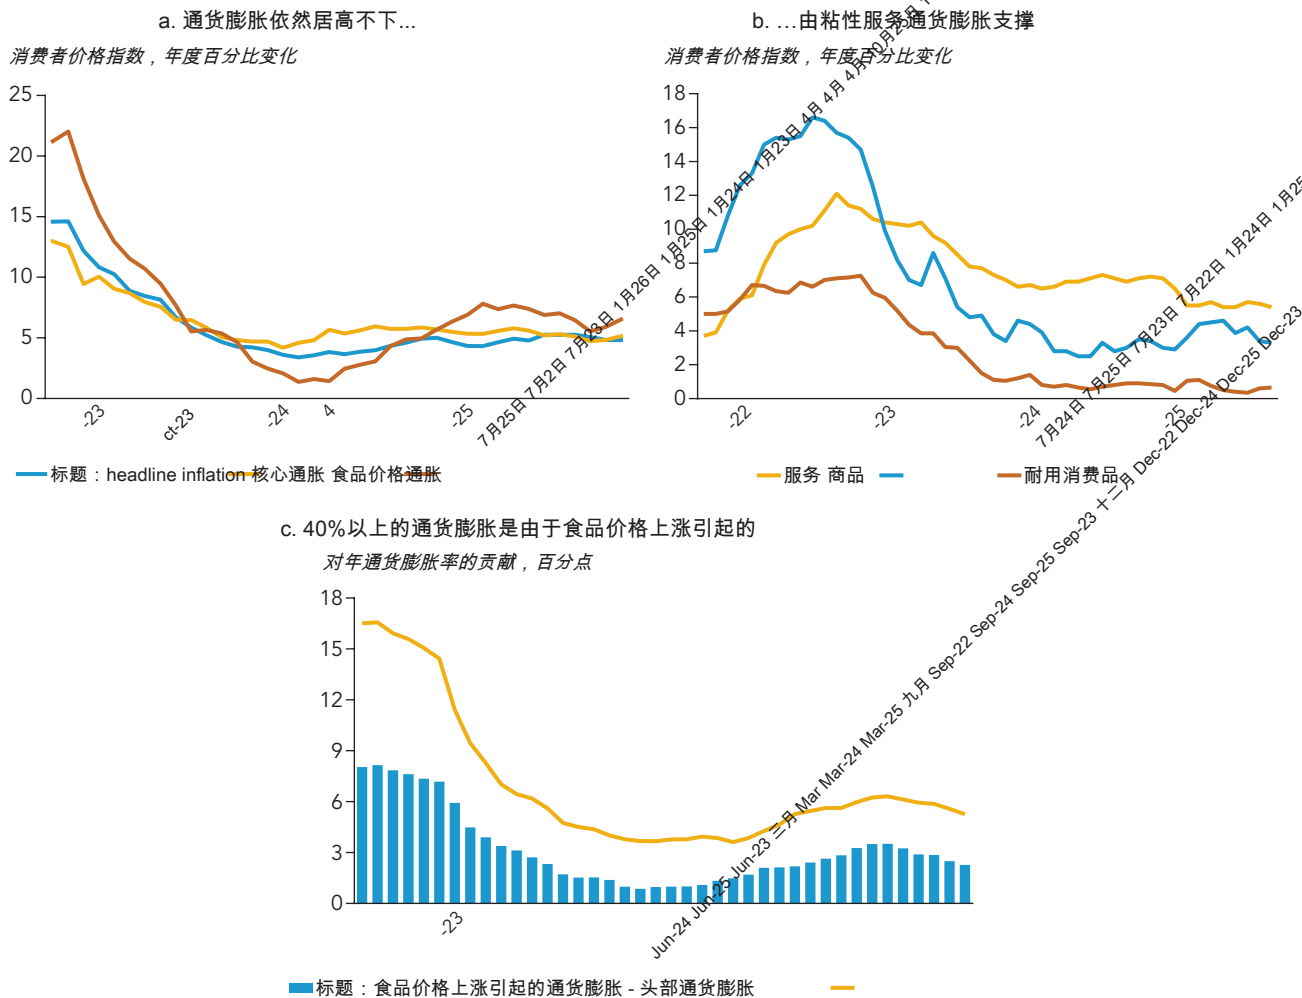 a. 通货膨胀依然居高不下...
消费者价格指数，年度百分比变化
25
20
15
10
5
0
-23
ct-23
-24
4
-25
7月25日 7月2日 7月23日 1月26日 1月25日 1月24日 1月23日 4月 4月 4月 10月25日
标题：headline inflation 核心通胀 食品价格通胀
b. …由粘性服务通货膨胀支撑
消费者价格指数，年度百分比变化
18
16
14
12
10
8
6
4
2
0
-22
-23
-24
-25
7月24日 7月25日 7月23日 7月22日 1月24日 1月25
服务 商品
耐用消费品
c. 40%以上的通货膨胀是由于食品价格上涨引起的
对年通货膨胀率的贡献，百分点
18
15
12
9
6
3
0
-23
Jun-24 Jun-25 Jun-23 三月 Mar Mar-24 Mar-25 九月 Sep-22 Sep-24 Sep-25 Sep-23 十二月 Dec-22 Dec-24 Dec-25 Dec-23
标题：食品价格上涨引起的通货膨胀 - 头部通货膨胀